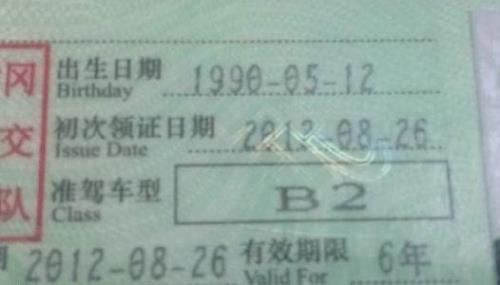 冈 出生日期 1990-05-12
Birthday
交 初次领证日期 2012-08-26
Issue Date
队 准驾车型 B2
Class
期 2012-08-26 有效期限 6年
Valid For